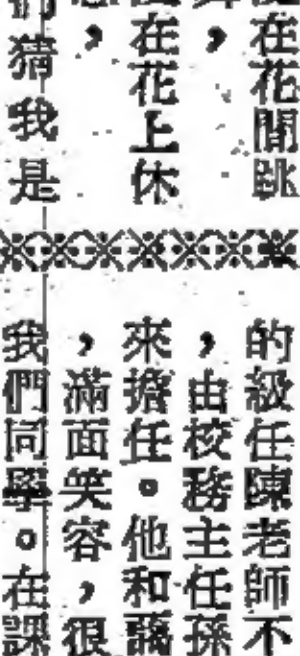 在花間跳
，
在花上休
，
猜我是
的級任陳老師不
，由校務主任孫
來擔任。他和藹
，滿面笑容，很
我們同學。在課